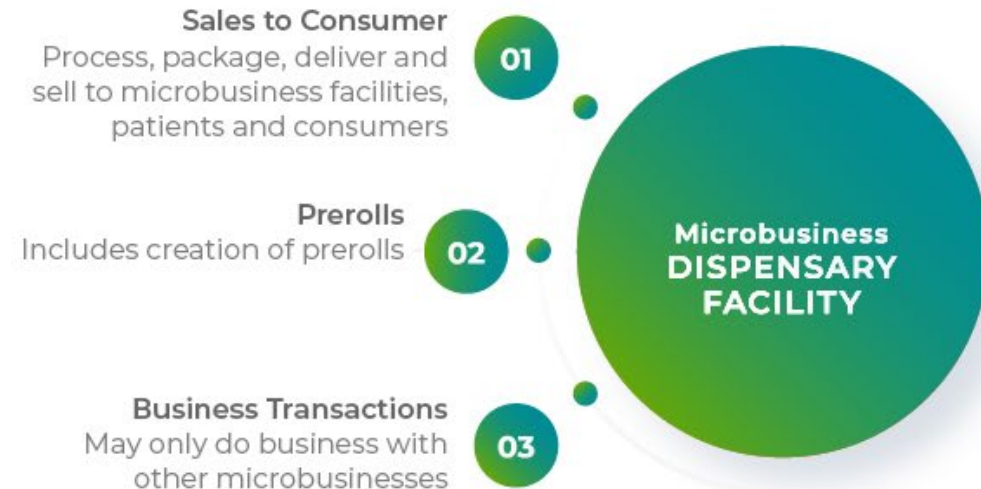 Sales to Consumer
Process, package, deliver and
sell to microbusiness facilities,
patients and consumers
01
Prerolls
Includes creation of prerolls
02
Business Transactions
May only do business with
other microbusinesses
03
Microbusiness
DISPENSARY
FACILITY